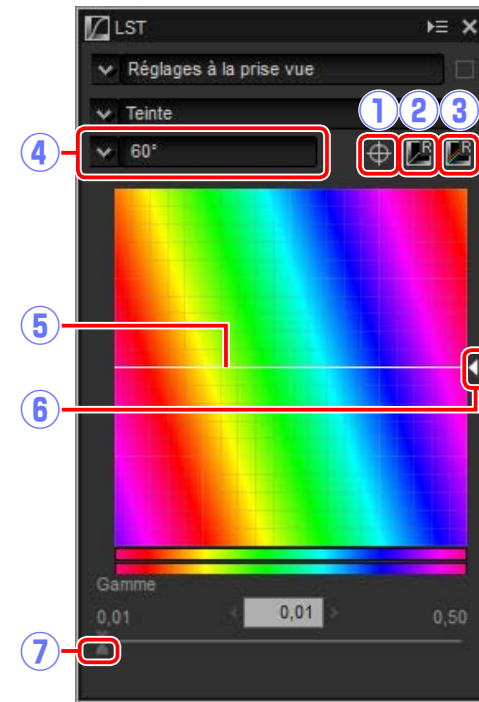 LST
Réglages à la prise vue
Teinte
① ② ③
④ 60°
R R
⑤
⑥
Gamme
0,01 < 0,01 > 0,50
⑦